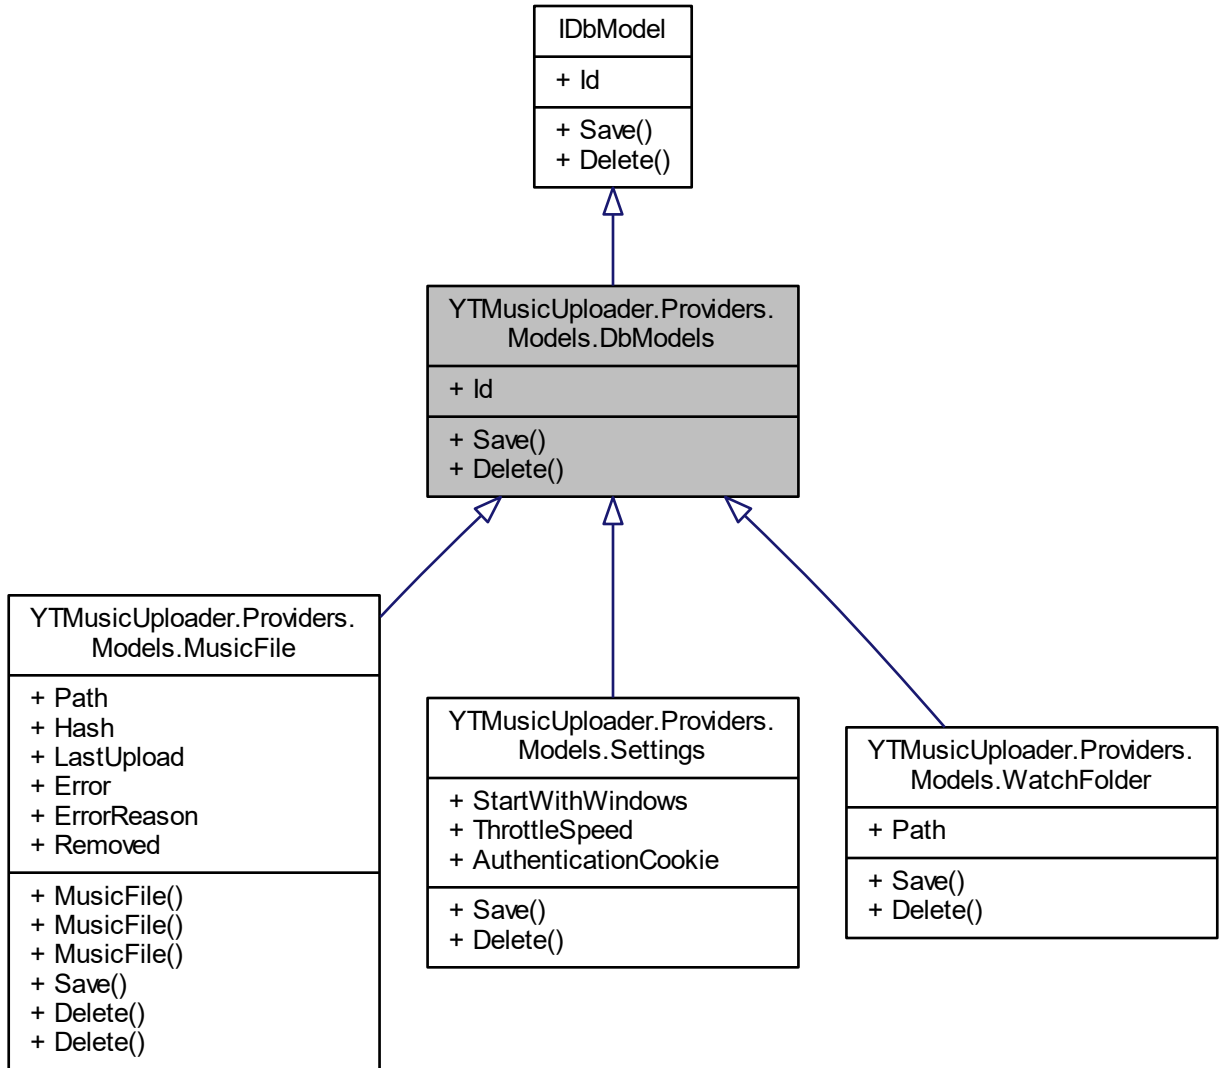 IDbModel
+ Id
+ Save()
+ Delete()
YTMusicUploader.Providers.
Models.DbModels
+ Id
+ Save()
+ Delete()
YTMusicUploader.Providers.
Models.MusicFile
+ Path
+ Hash
+ LastUpload
+ Error
+ ErrorReason
+ Removed
+ MusicFile()
+ MusicFile()
+ MusicFile()
+ Save()
+ Delete()
+ Delete()
YTMusicUploader.Providers.
Models.Settings
+ StartWithWindows
+ ThrottleSpeed
+ AuthenticationCookie
+ Save()
+ Delete()
YTMusicUploader.Providers.
Models.WatchFolder
+ Path
+ Save()
+ Delete()